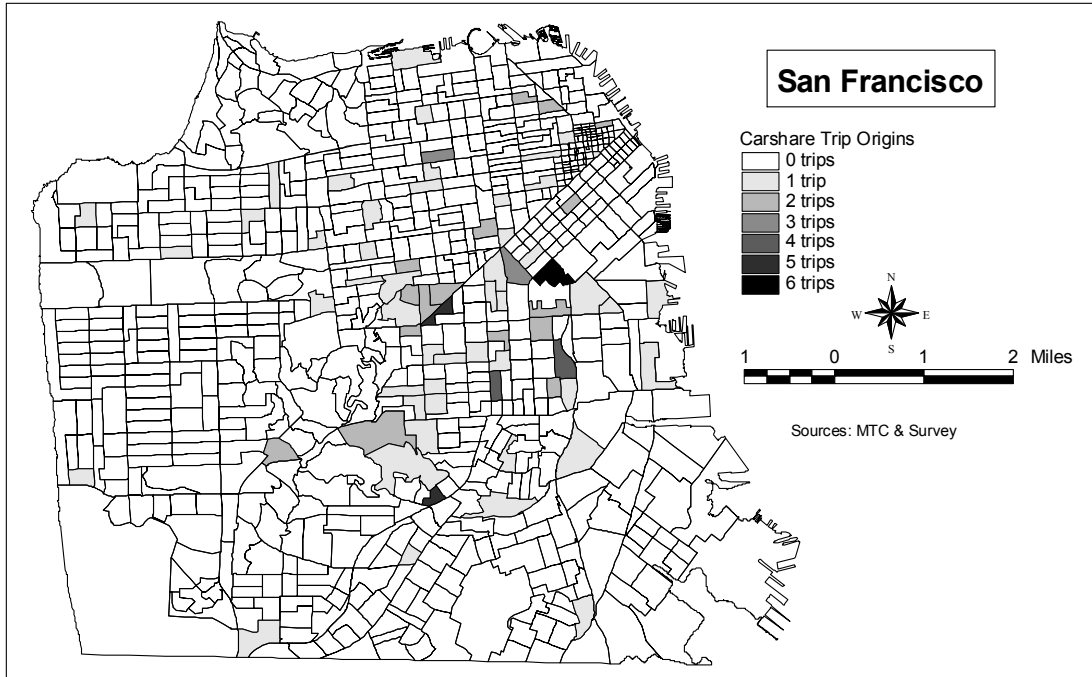 San Francisco
Carshare Trip Origins
0 trips
1 trip
2 trips
3 trips
4 trips
5 trips
6 trips
N
W E
S
1 0 1 2 Miles
Sources: MTC & Survey